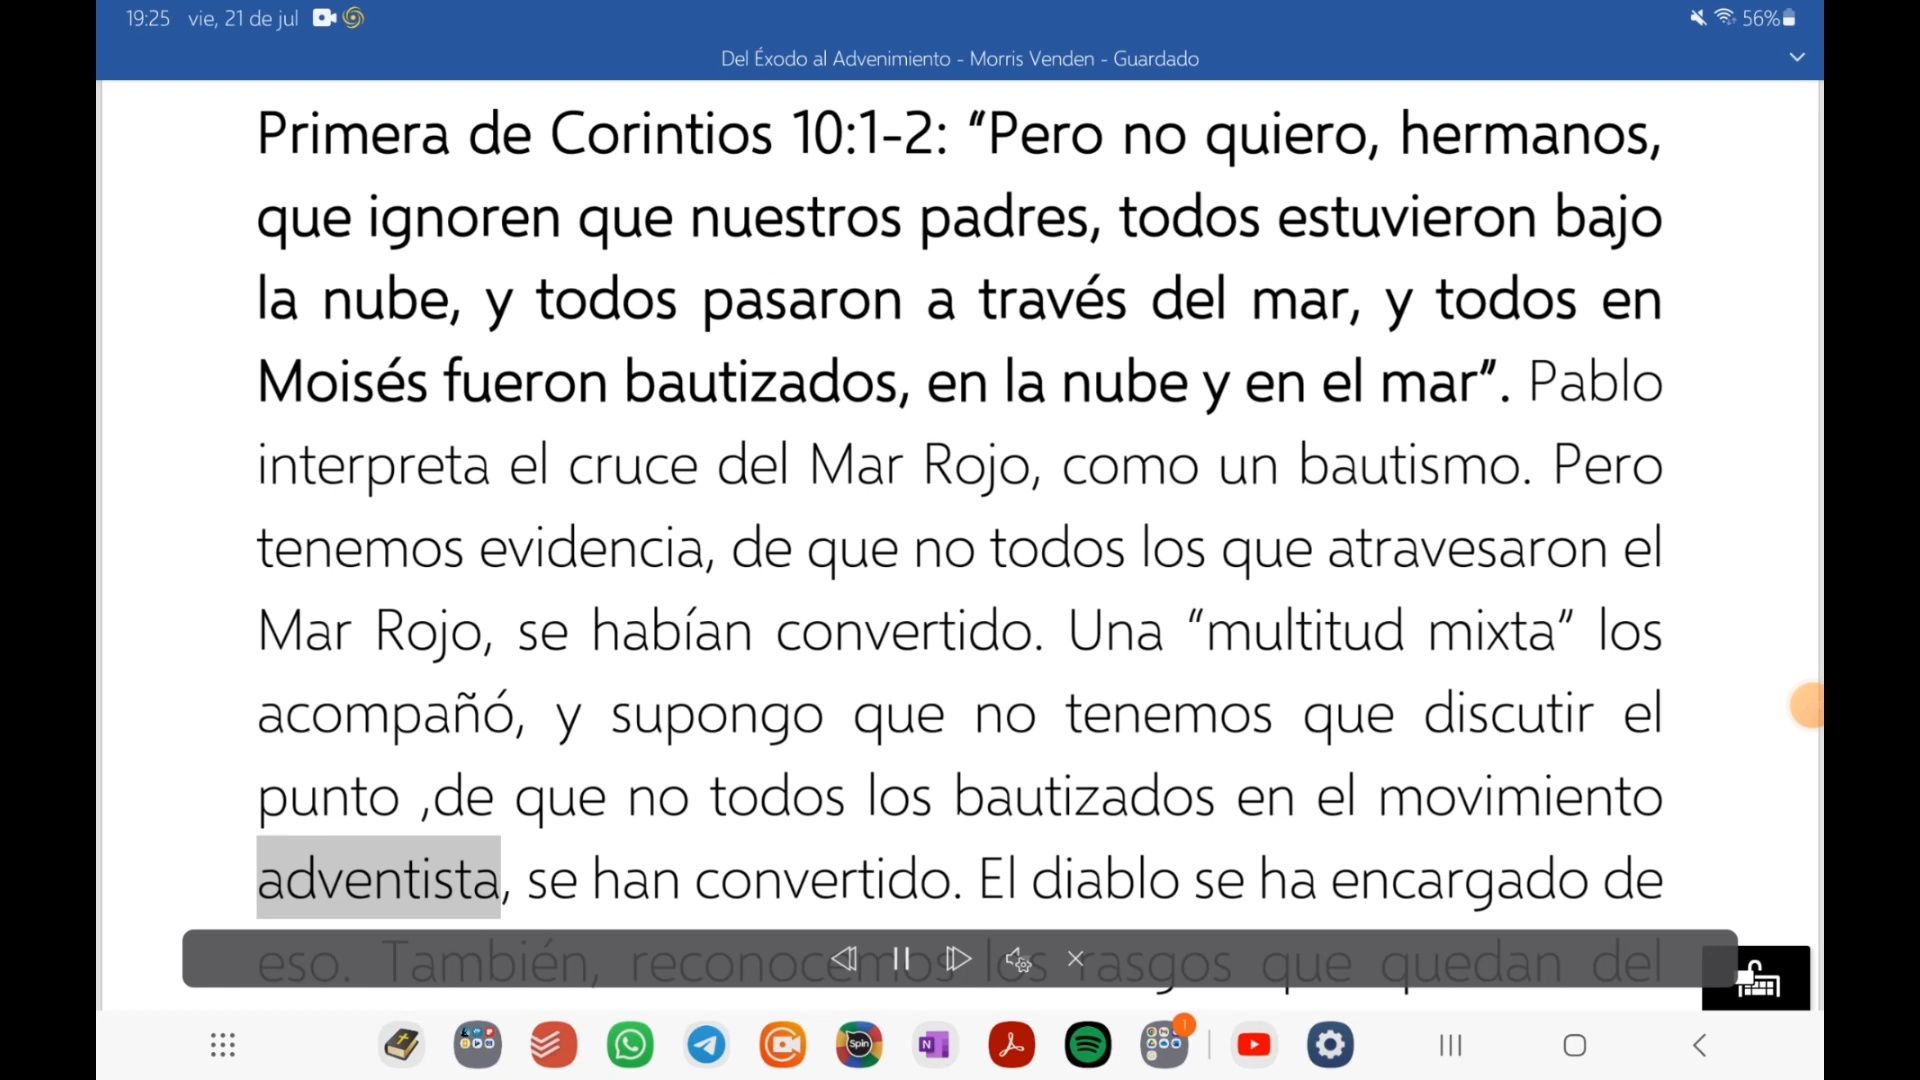 19:25 vie, 21 de jul 56%
Del Éxodo al Advenimiento - Morris Venden - Guardado
Primera de Corintios 10:1-2: “Pero no quiero, hermanos,
que ignoren que nuestros padres, todos estuvieron bajo
la nube, y todos pasaron a través del mar, y todos en
Moisés fueron bautizados, en la nube y en el mar”. Pablo
interpreta el cruce del Mar Rojo, como un bautismo. Pero
tenemos evidencia, de que no todos los que atravesaron el
Mar Rojo, se habían convertido. Una “multitud mixta” los
acompañó, y supongo que no tenemos que discutir el
punto ,de que no todos los bautizados en el movimiento
adventista, se han convertido. El diablo se ha encargado de
eso. También, reconocemos los rasgos que quedan del
Spin
N
1